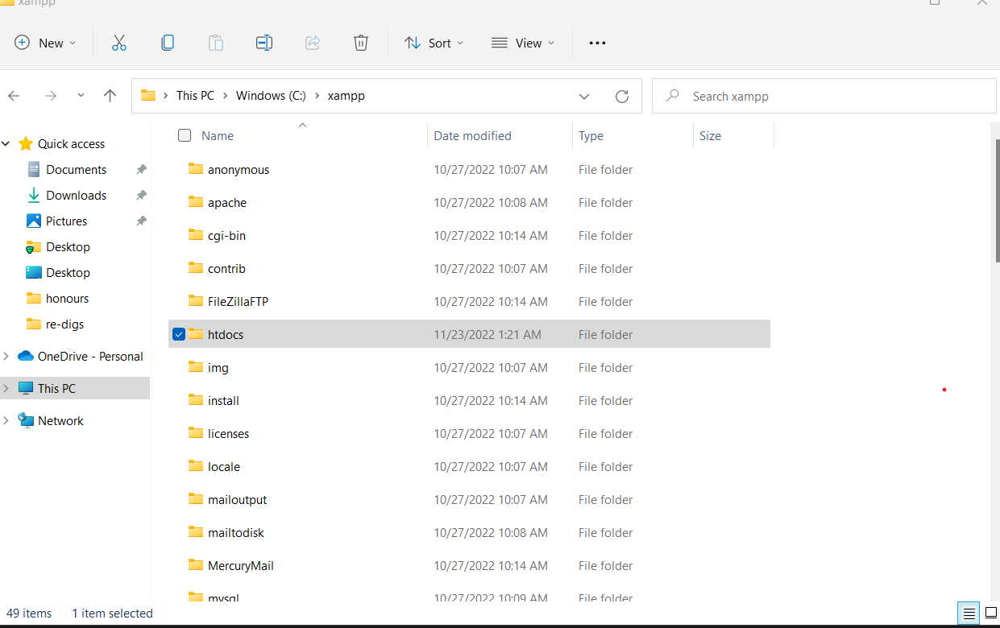 xampp
New
Sort
View
This PC
Windows (C:)
xampp
Search xampp
Quick access
Documents
Downloads
Pictures
Desktop
Desktop
honours
re-digs
OneDrive - Personal
This PC
Network
Name Date modified Type Size
anonymous 10/27/2022 10:07 AM File folder
apache 10/27/2022 10:08 AM File folder
cgi-bin 10/27/2022 10:14 AM File folder
contrib 10/27/2022 10:07 AM File folder
FileZillaFTP 10/27/2022 10:14 AM File folder
htdocs 11/23/2022 1:21 AM File folder
img 10/27/2022 10:07 AM File folder
install 10/27/2022 10:14 AM File folder
licenses 10/27/2022 10:07 AM File folder
locale 10/27/2022 10:07 AM File folder
mailoutput 10/27/2022 10:07 AM File folder
mailtodisk 10/27/2022 10:08 AM File folder
MercuryMail 10/27/2022 10:14 AM File folder
mysql 10/27/2022 10:09 AM File folder
49 items 1 item selected